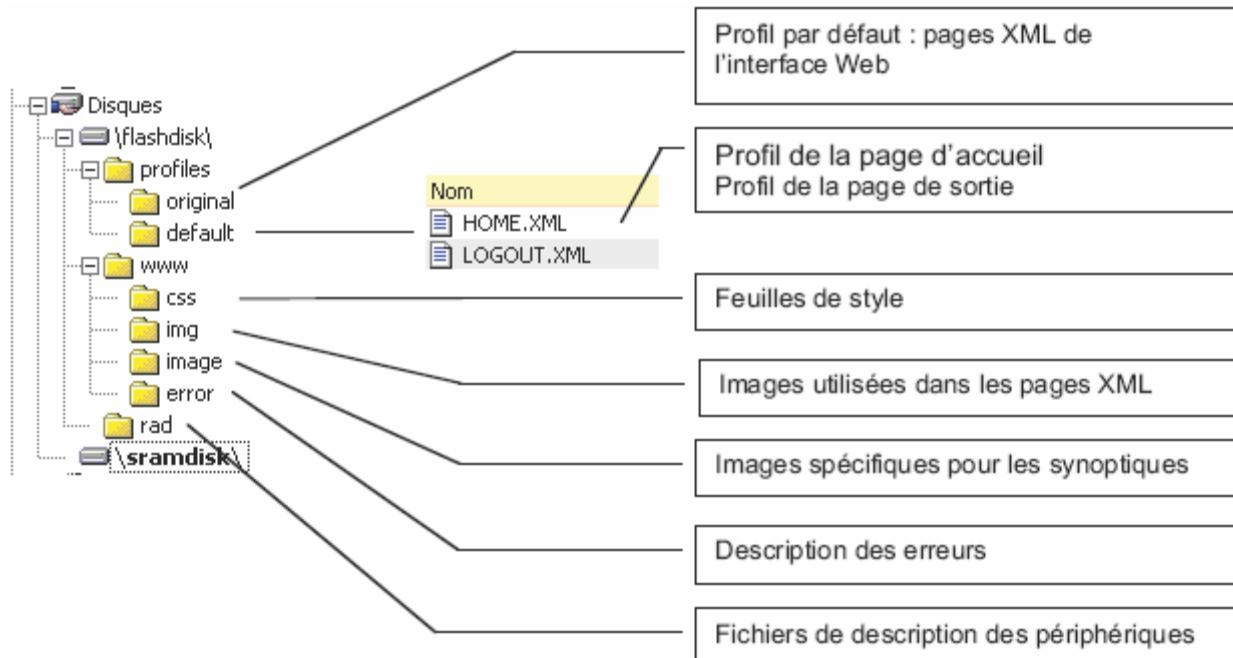 Disques
\flashdisk\
profiles
original
default
www
css
img
image
error
rad
\sramdisk\
Nom
HOME.XML
LOGOUT.XML
Profil par défaut : pages XML de
l'interface Web
Profil de la page d'accueil
Profil de la page de sortie
Feuilles de style
Images utilisées dans les pages XML
Images spécifiques pour les synoptiques
Description des erreurs
Fichiers de description des périphériques